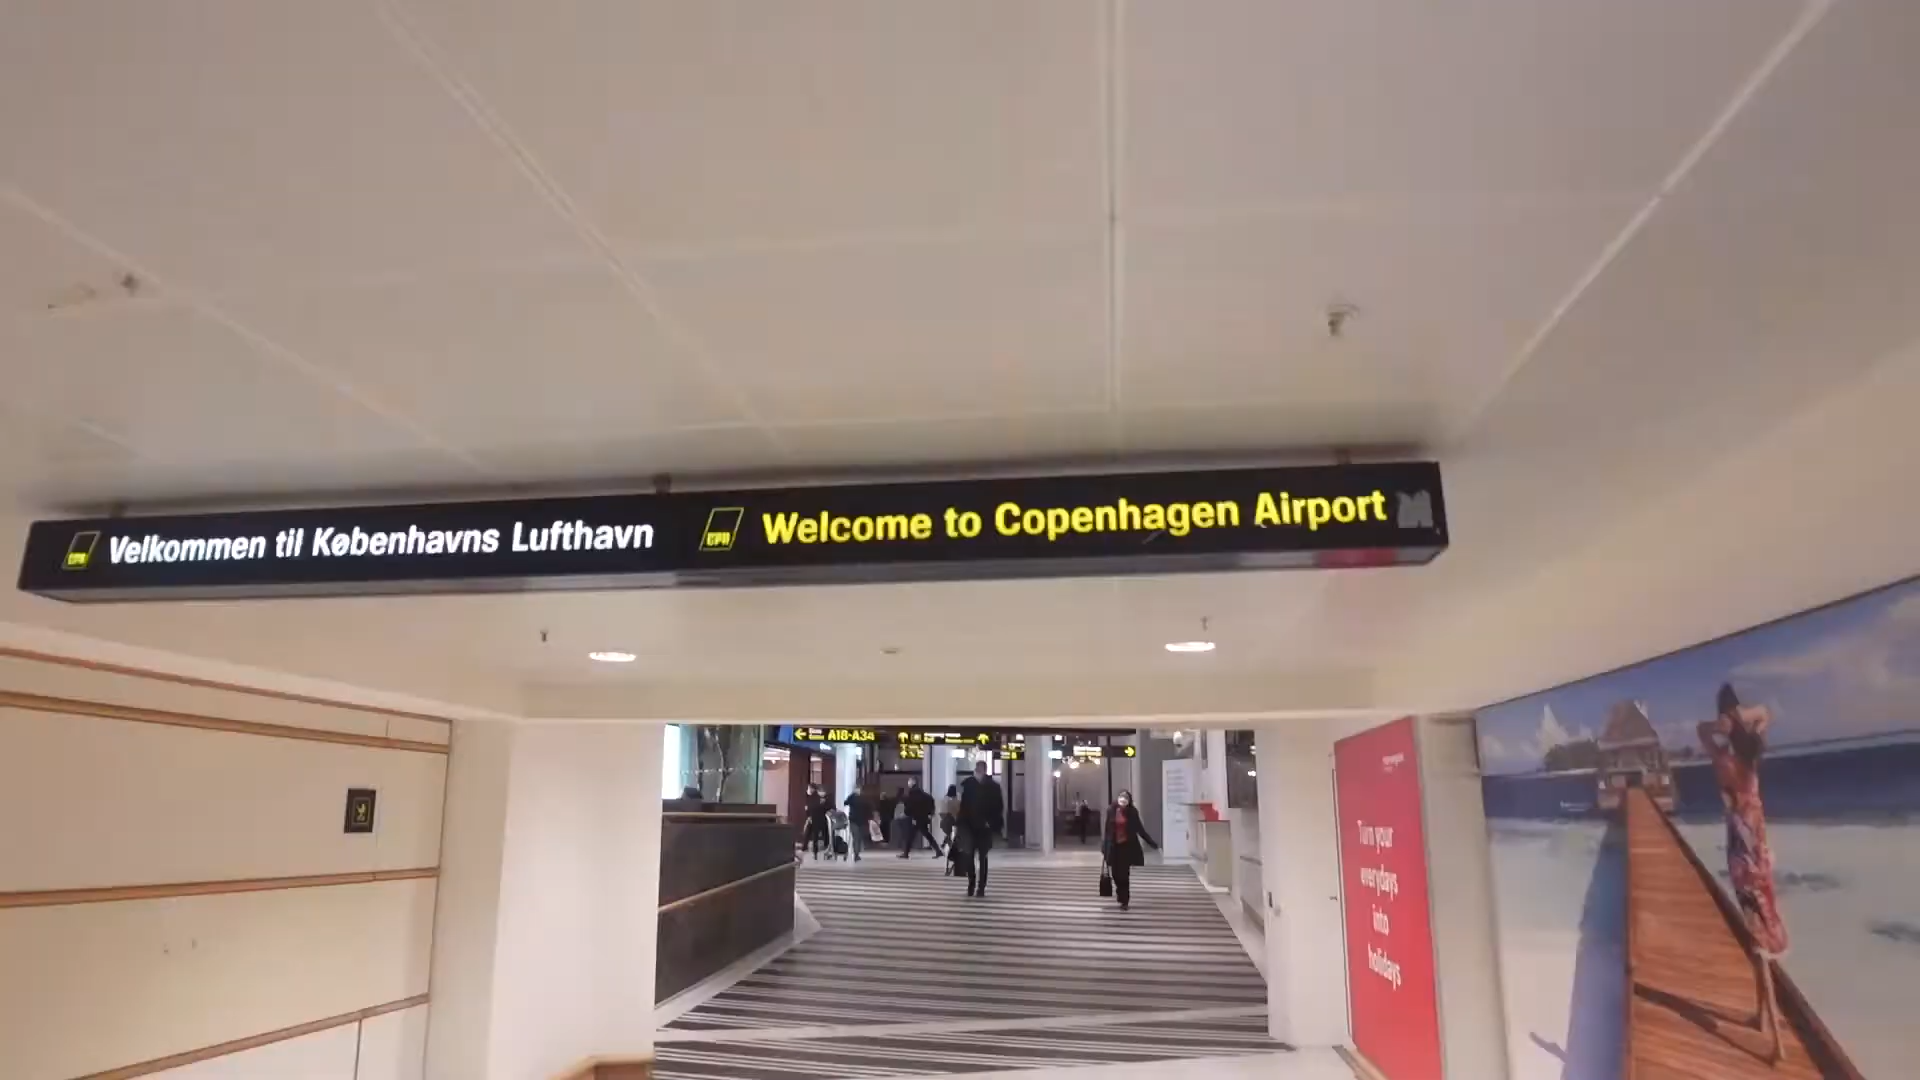 CPH Velkommen til Københavns Lufthavn
CPH Welcome to Copenhagen Airport
A18-A34
Turn your
everydays
into
holidays